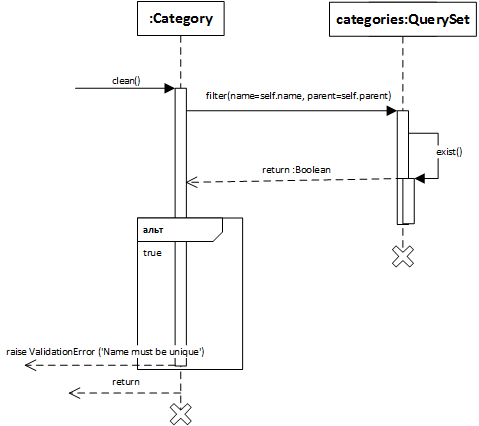 :Category
categories:QuerySet
clean()
filter(name=self.name, parent=self.parent)
exist()
return :Boolean
альт
true
raise ValidationError ('Name must be unique')
return